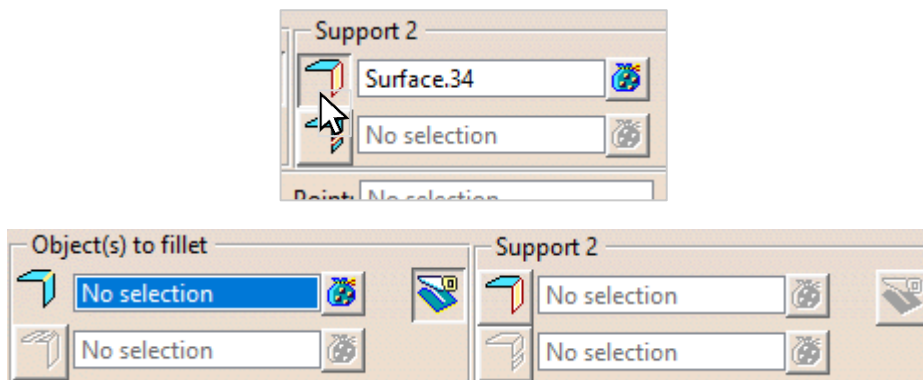 Support 2
Surface.34
No selection
Point: No selection
Object(s) to fillet
Support 2
No selection
No selection
No selection
No selection